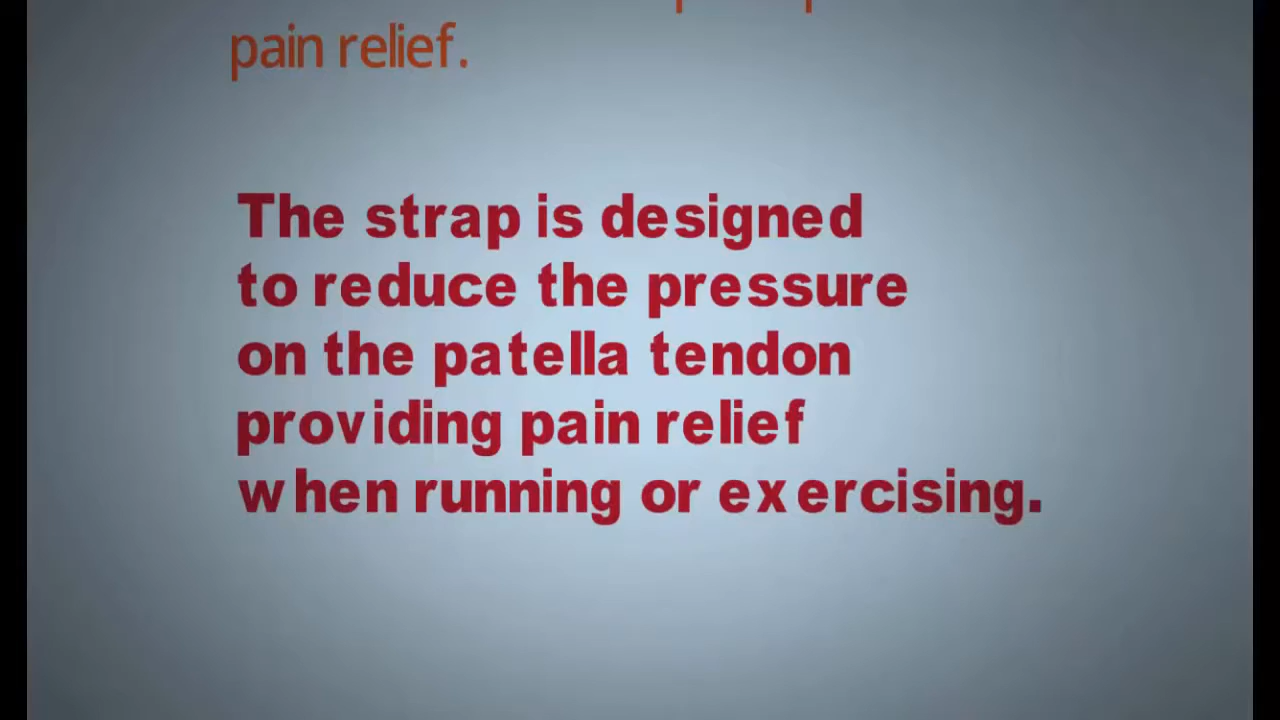 pain relief.
The strap is designed
to reduce the pressure
on the patella tendon
providing pain relief
when running or exercising.